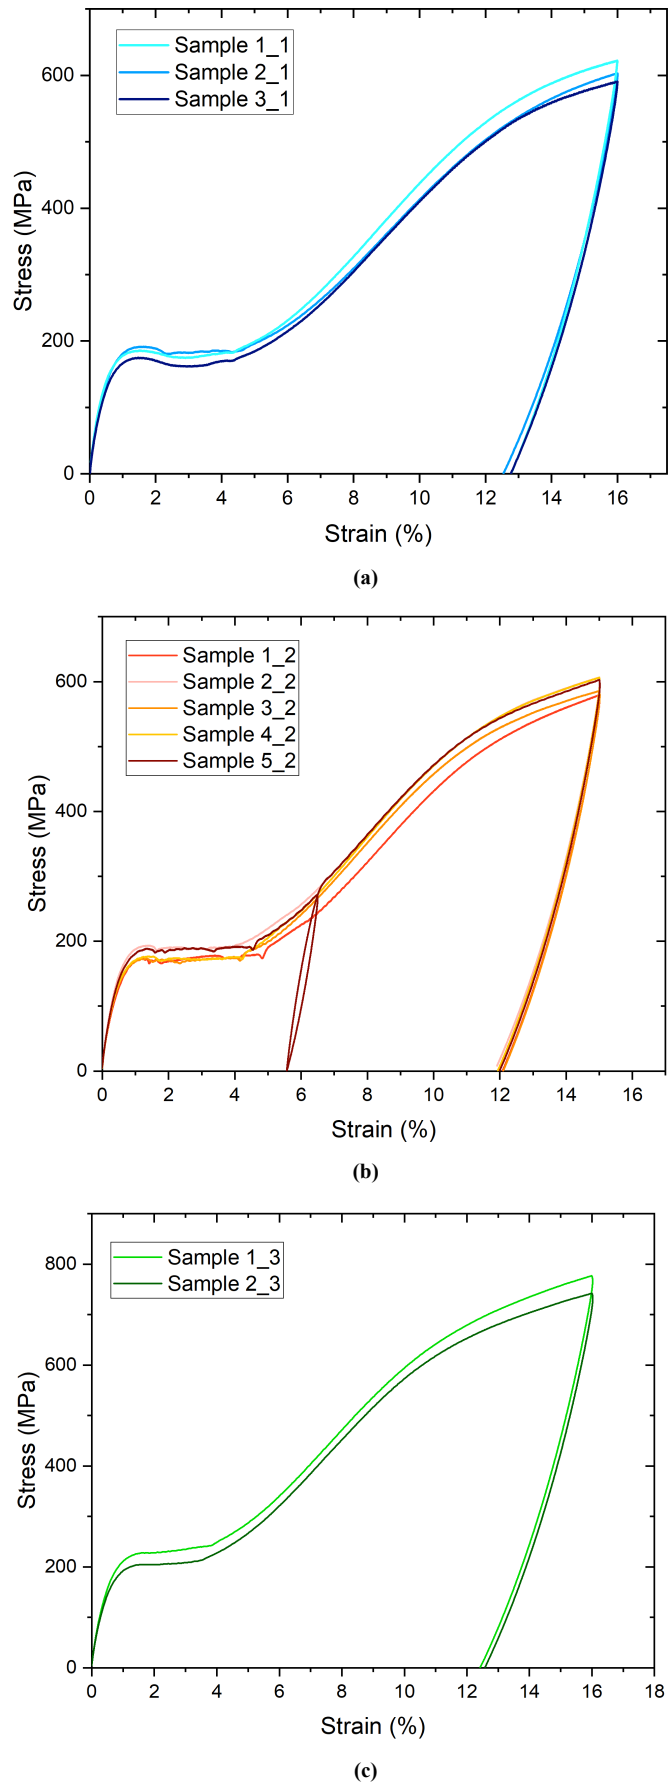 Sample 1_1
Sample 2_1
Sample 3_1
600
400
200
0
Stress (MPa)
0 2 4 6 8 10 12 14 16
Strain (%)
(a)
Sample 1_2
Sample 2_2
Sample 3_2
Sample 4_2
Sample 5_2
600
400
200
0
Stress (MPa)
0 2 4 6 8 10 12 14 16
Strain (%)
(b)
Sample 1_3
Sample 2_3
800
600
400
200
0
Stress (MPa)
0 2 4 6 8 10 12 14 16 18
Strain (%)
(c)